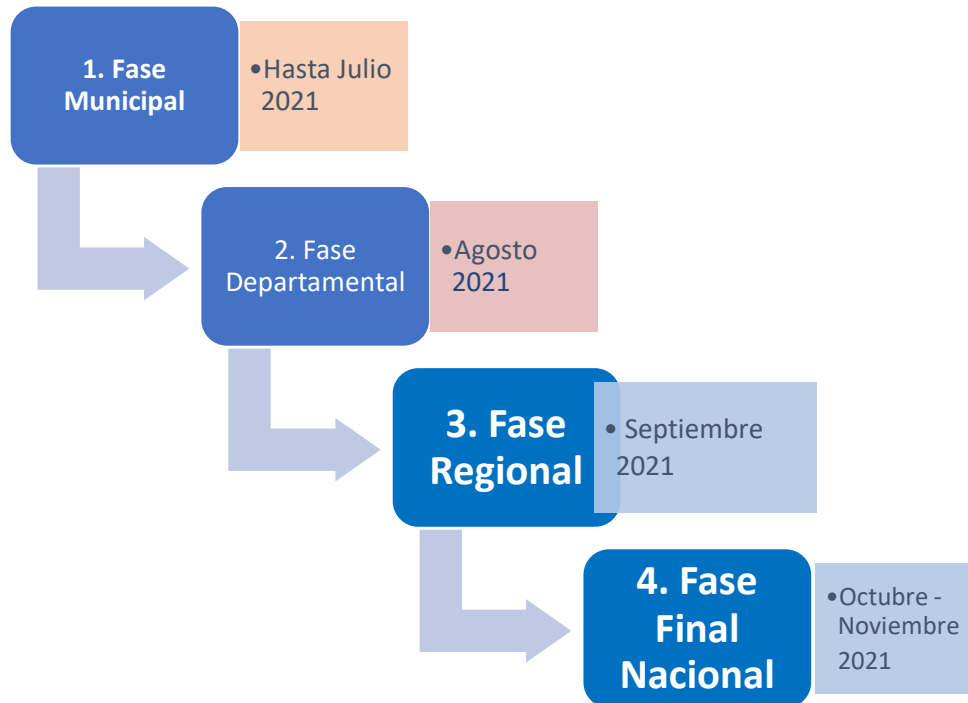 1. Fase
Municipal
•Hasta Julio
2021
2. Fase
Departamental
•Agosto
2021
3. Fase
Regional
• Septiembre
2021
4. Fase
Final
Nacional
•Octubre -
Noviembre
2021